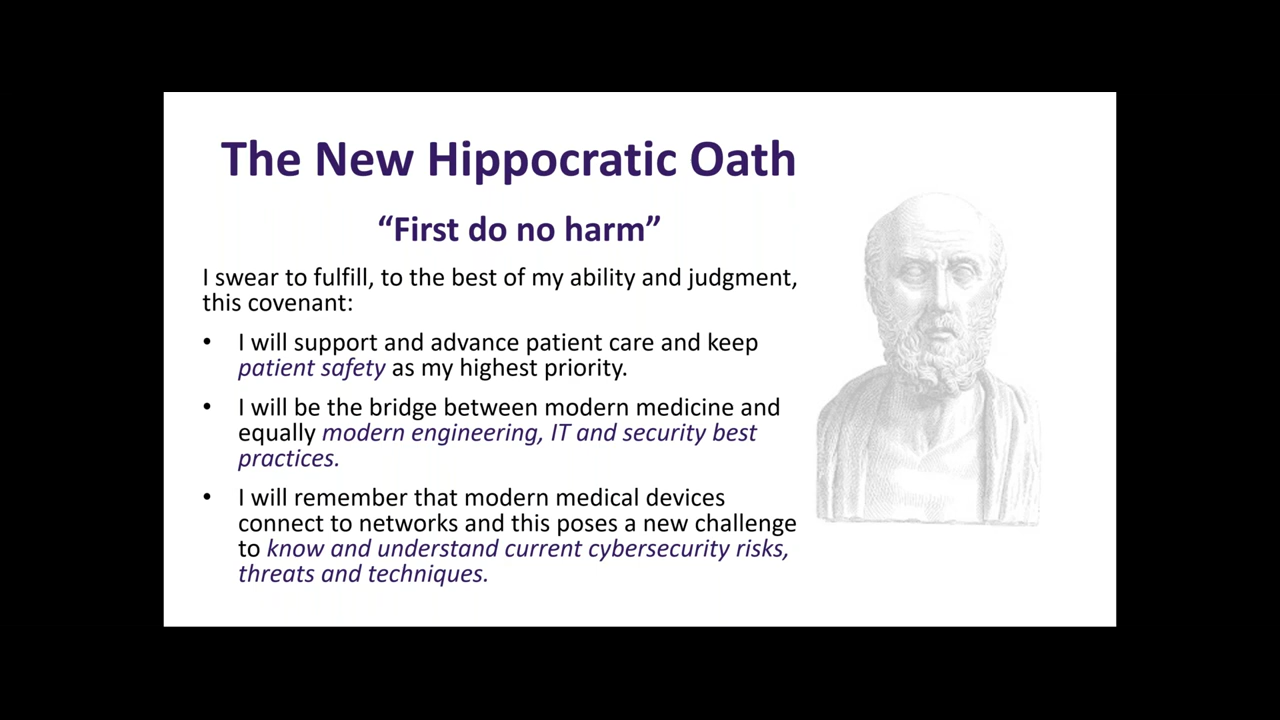 The New Hippocratic Oath
“First do no harm”
I swear to fulfill, to the best of my ability and judgment,
this covenant:
• I will support and advance patient care and keep
patient safety as my highest priority.
• I will be the bridge between modern medicine and
equally modern engineering, IT and security best
practices.
• I will remember that modern medical devices
connect to networks and this poses a new challenge
to know and understand current cybersecurity risks,
threats and techniques.